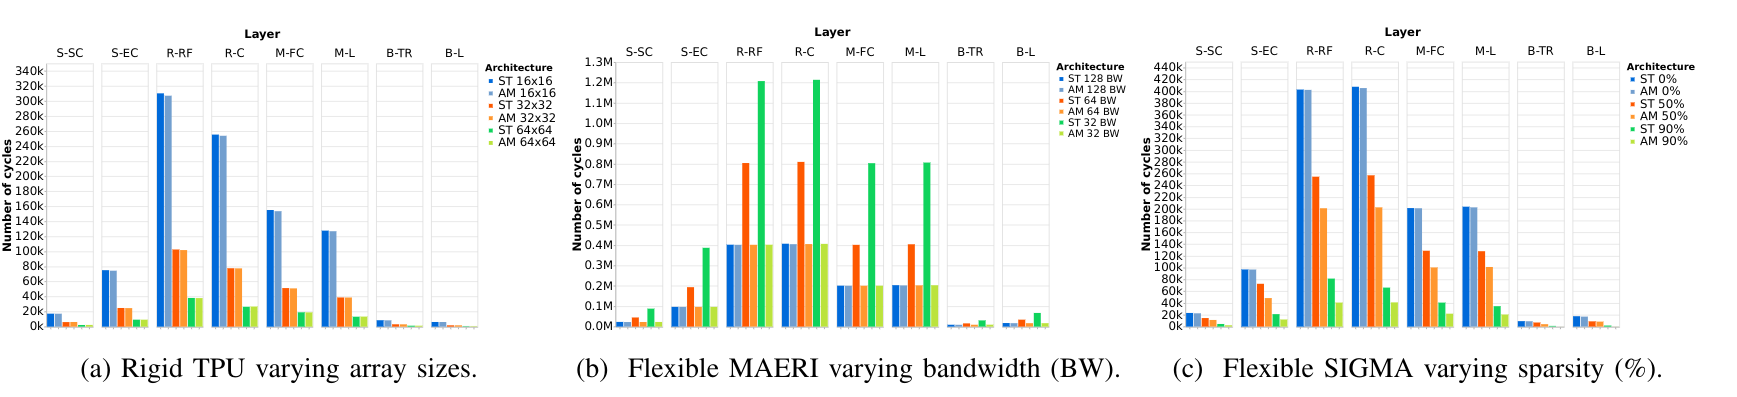 Layer
S-SC S-EC R-RF R-C M-FC M-L B-TR B-L
Number of cycles
340k
320k
300k
280k
260k
240k
220k
200k
180k
160k
140k
120k
100k
80k
60k
40k
20k
0k
Architecture
ST 16x16
AM 16x16
ST 32x32
AM 32x32
ST 64x64
AM 64x64
(a) Rigid TPU varying array sizes.
Layer
S-SC S-EC R-RF R-C M-FC M-L B-TR B-L
Number of cycles
1.3M
1.2M
1.1M
1.0M
0.9M
0.8M
0.7M
0.6M
0.5M
0.4M
0.3M
0.2M
0.1M
0.0M
Architecture
ST 128 BW
AM 128 BW
ST 64 BW
AM 64 BW
ST 32 BW
AM 32 BW
(b) Flexible MAERI varying bandwidth (BW).
Layer
S-SC S-EC R-RF R-C M-FC M-L B-TR B-L
Number of cycles
440k
420k
400k
380k
360k
340k
320k
300k
280k
260k
240k
220k
200k
180k
160k
140k
120k
100k
80k
60k
40k
20k
0k
Architecture
ST 0%
AM 0%
ST 50%
AM 50%
ST 90%
AM 90%
(c) Flexible SIGMA varying sparsity (%).